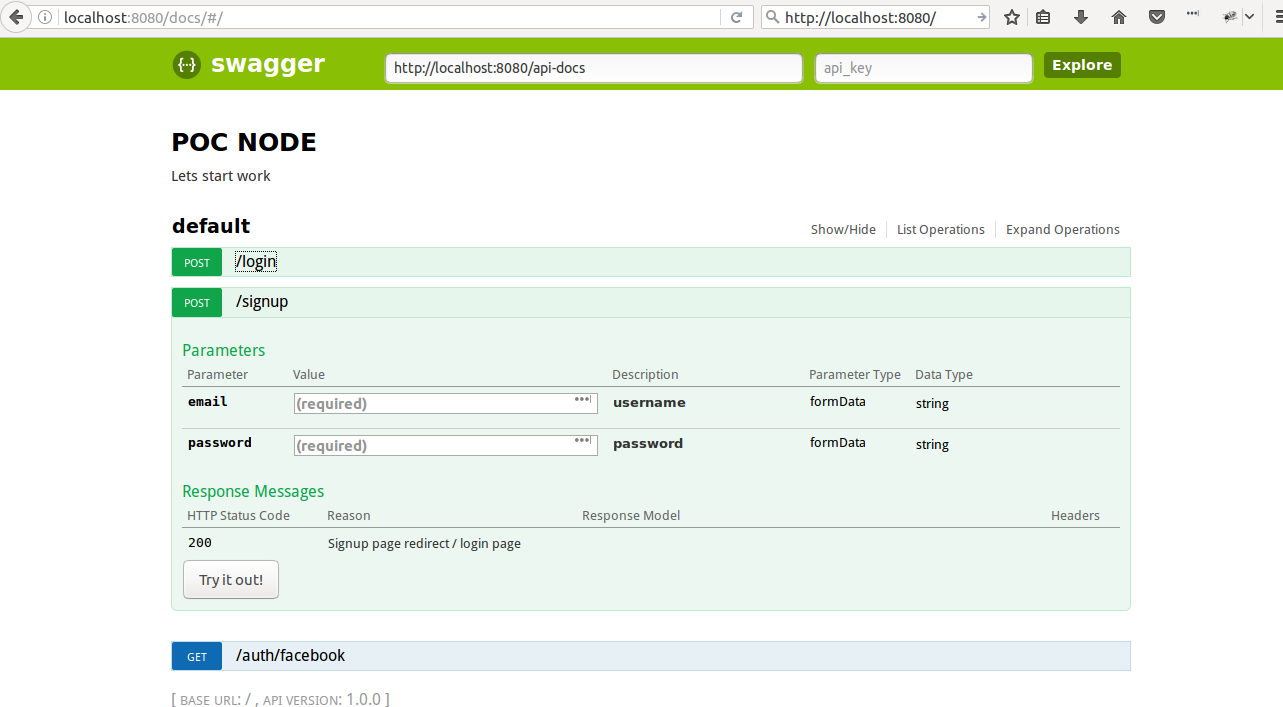 localhost:8080/docs/#/ http://localhost:8080/
{··} swagger http://localhost:8080/api-docs api_key Explore
POC NODE
Lets start work
default Show/Hide List Operations Expand Operations
POST /login
POST /signup
Parameters
Parameter Value Description Parameter Type Data Type
email (required) username formData string
password (required) password formData string
Response Messages
HTTP Status Code Reason Response Model Headers
200 Signup page redirect / login page
Try it out!
GET /auth/facebook
[ BASE URL: / , API VERSION: 1.0.0 ]